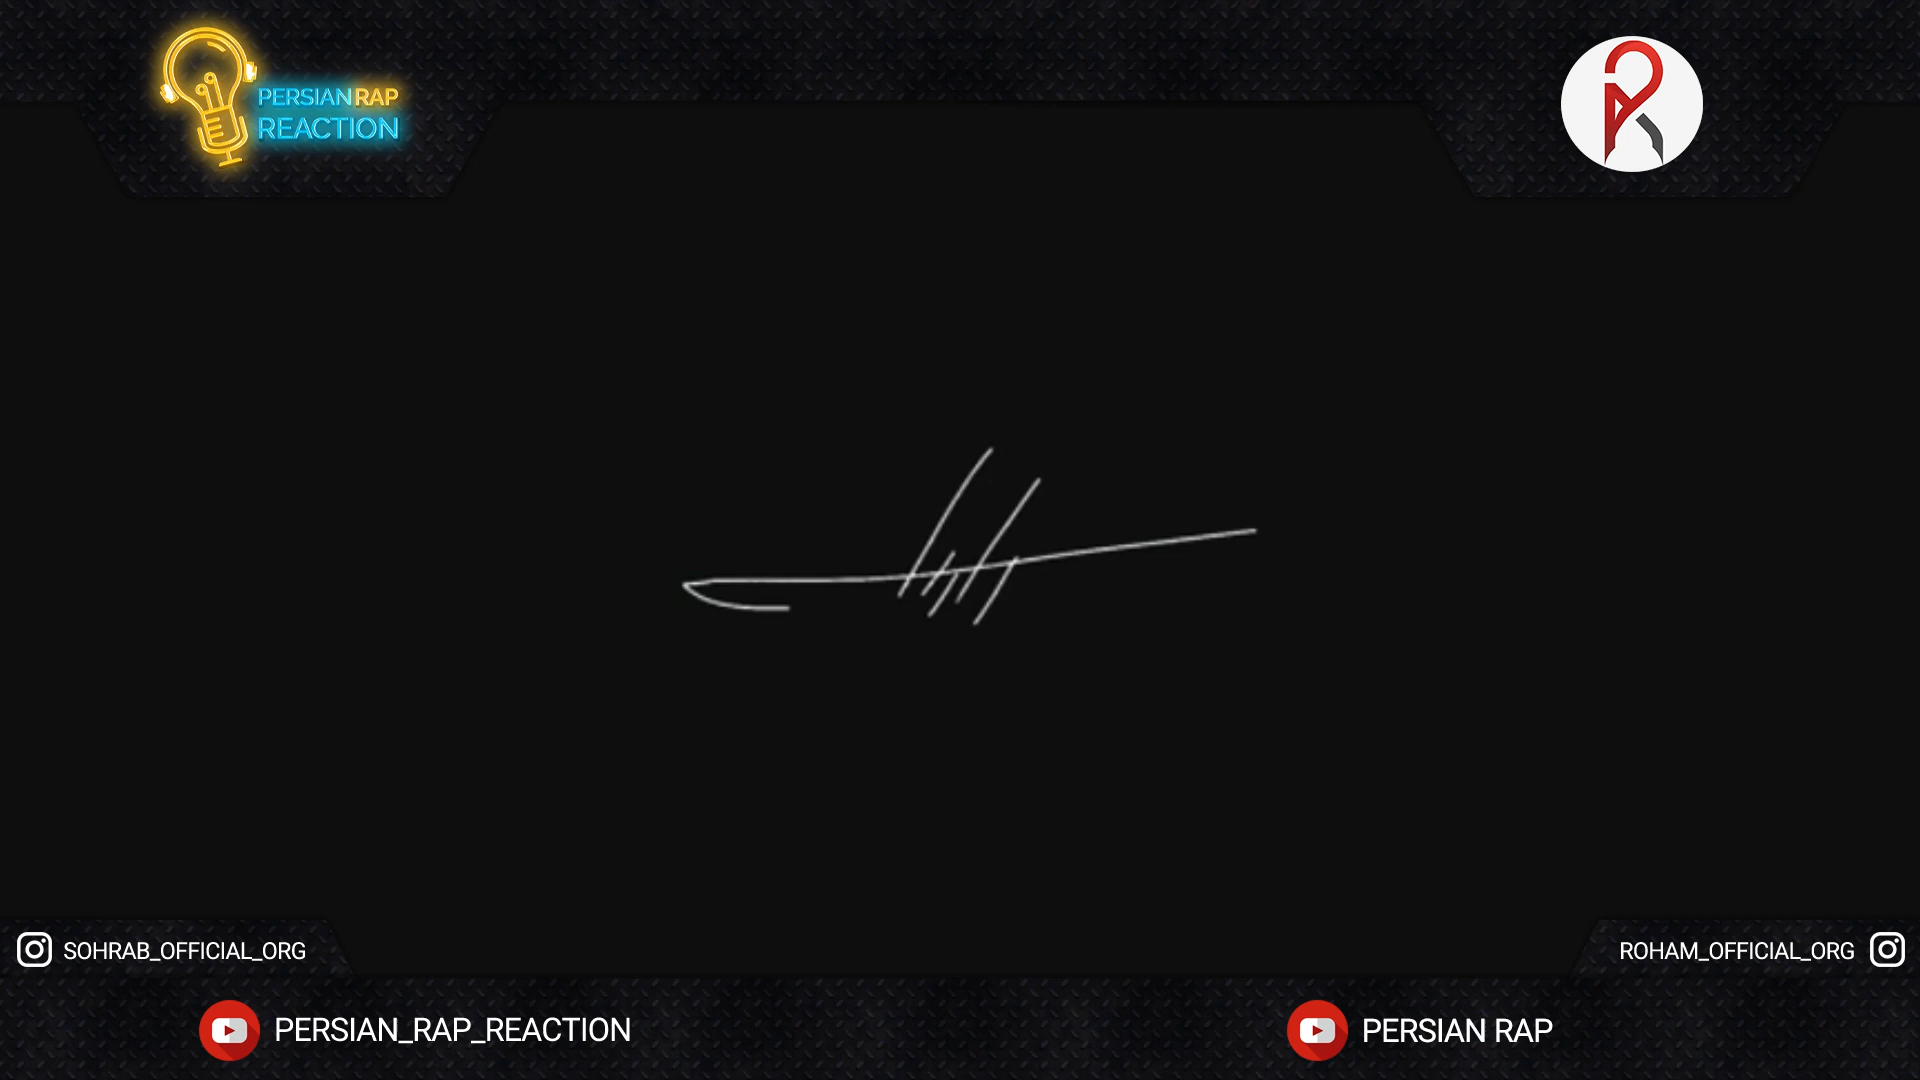 PERSIAN RAP
REACTION
SOHRAB_OFFICIAL_ORG
ROHAM_OFFICIAL_ORG
PERSIAN_RAP_REACTION
PERSIAN RAP